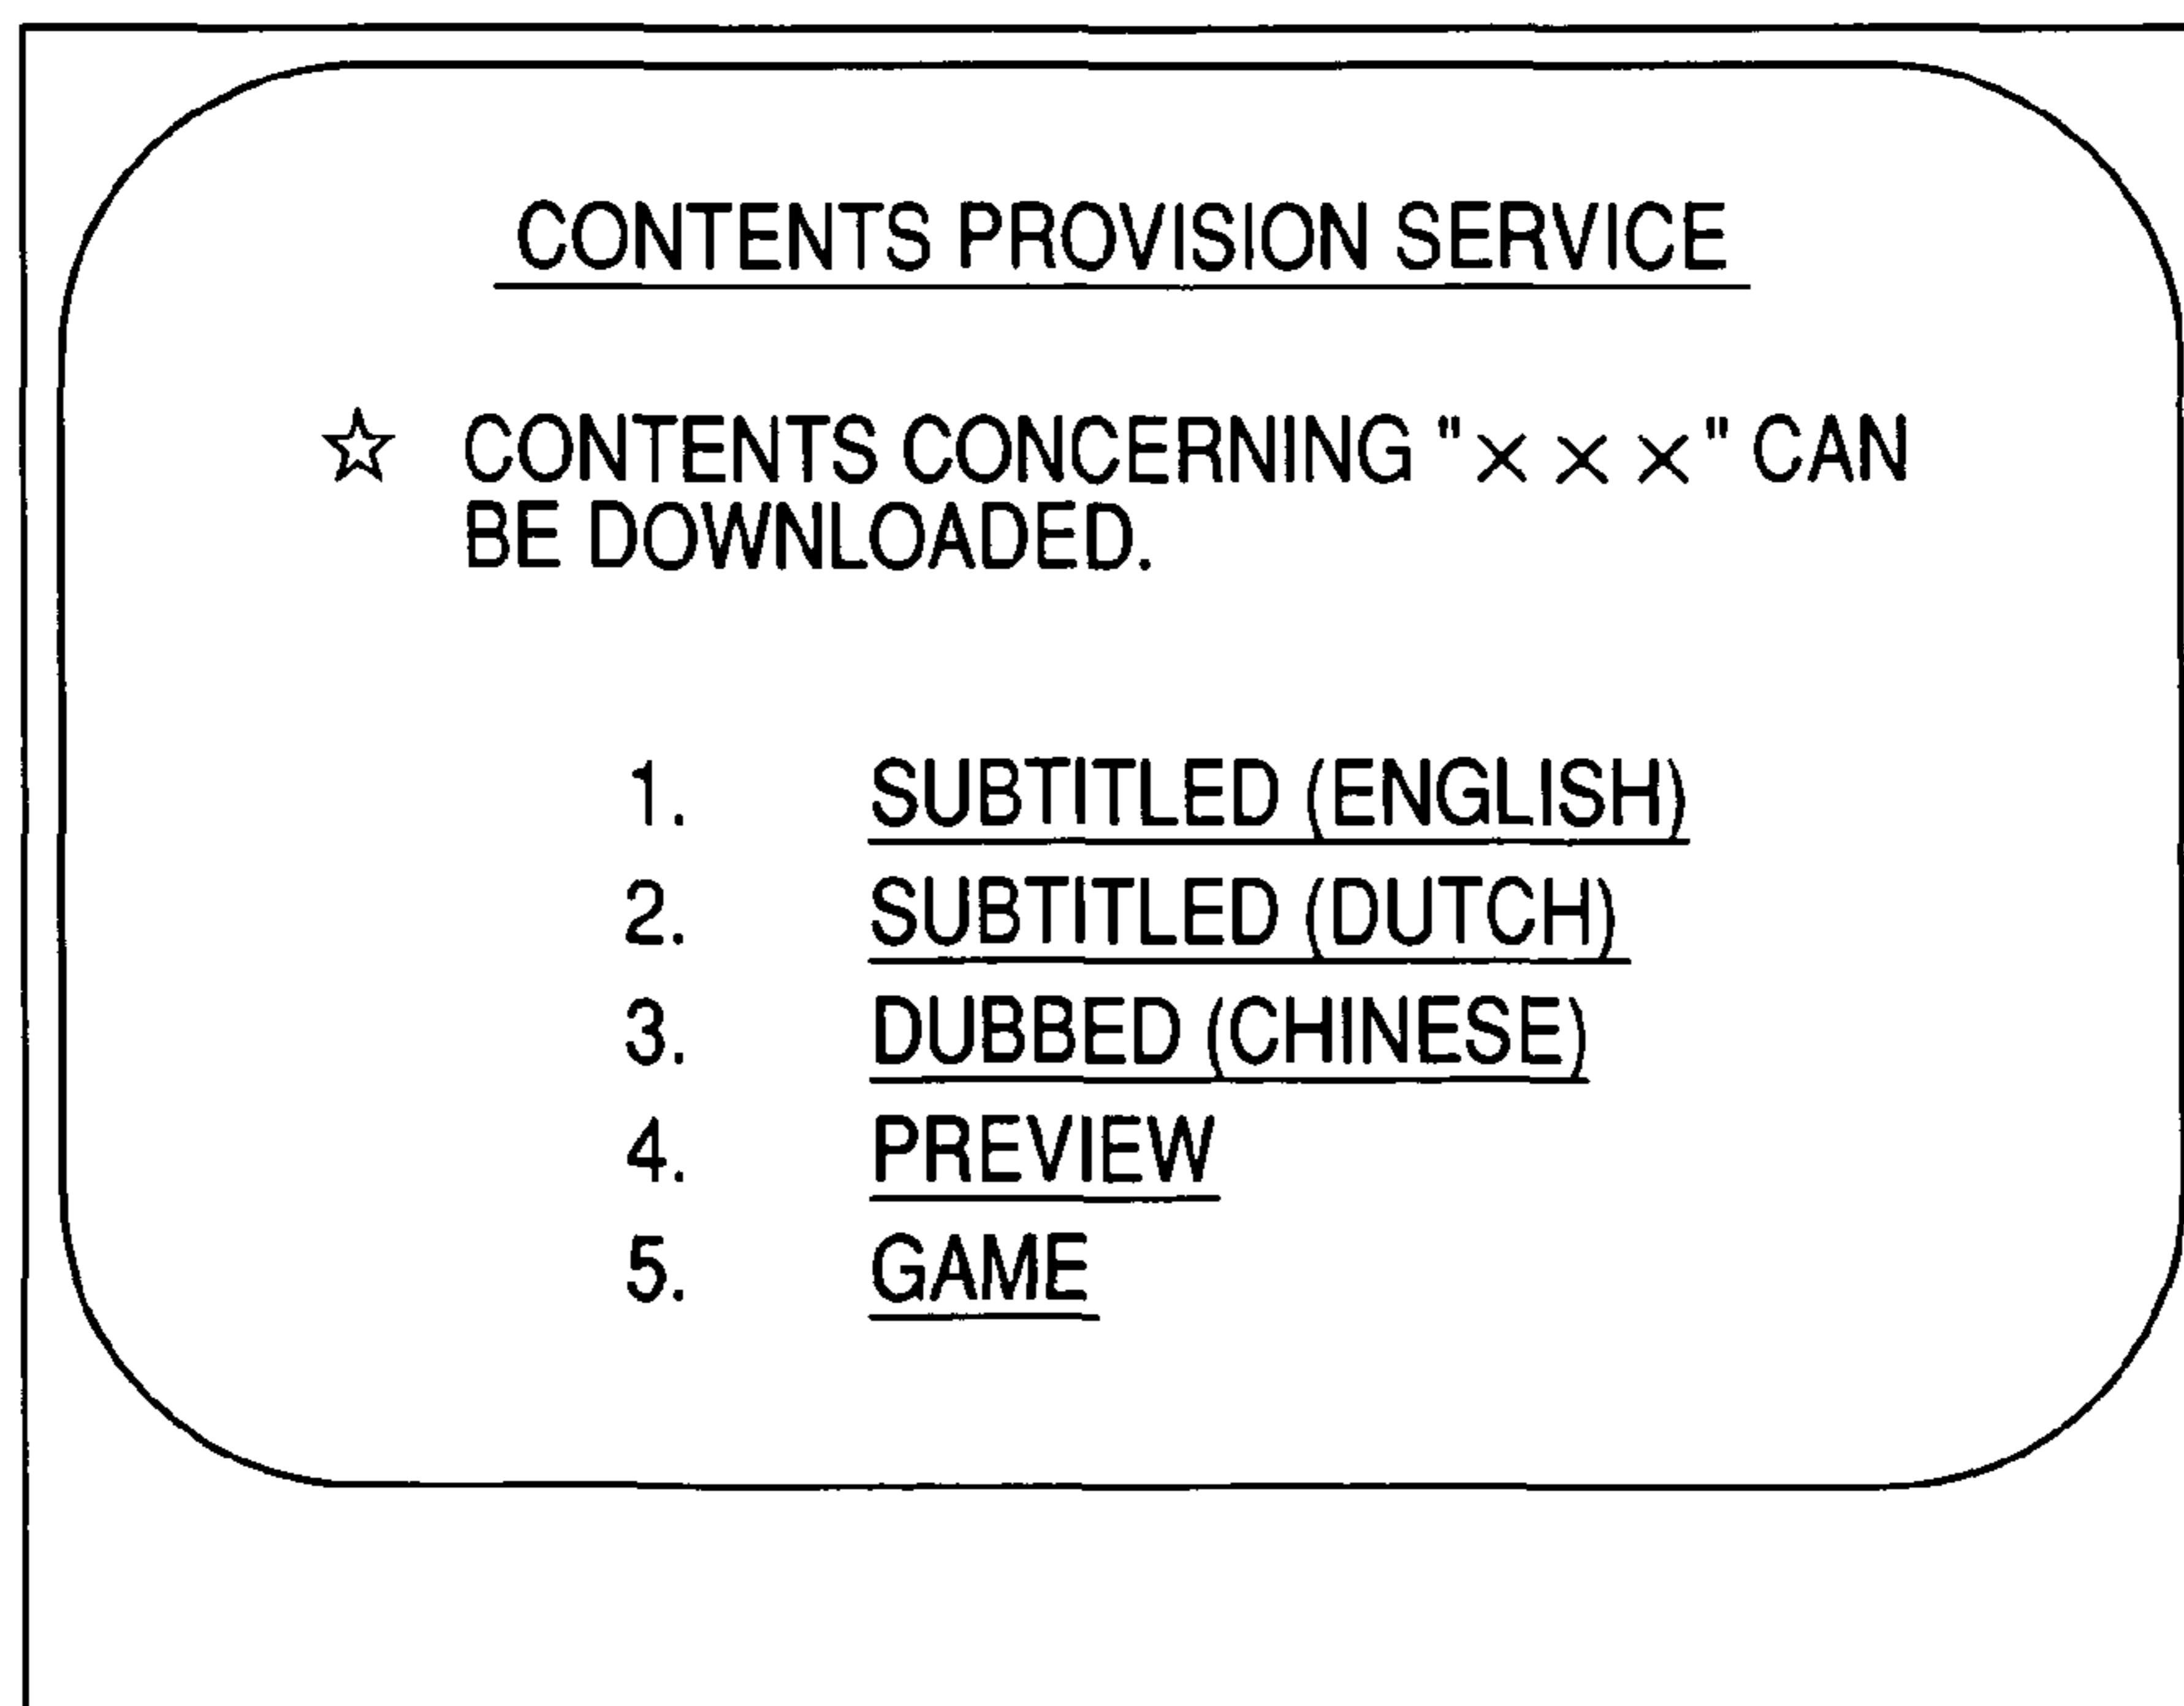 CONTENTS PROVISION SERVICE
☆ CONTENTS CONCERNING "×××" CAN
BE DOWNLOADED.
1. SUBTITLED (ENGLISH)
2. SUBTITLED (DUTCH)
3. DUBBED (CHINESE)
4. PREVIEW
5. GAME